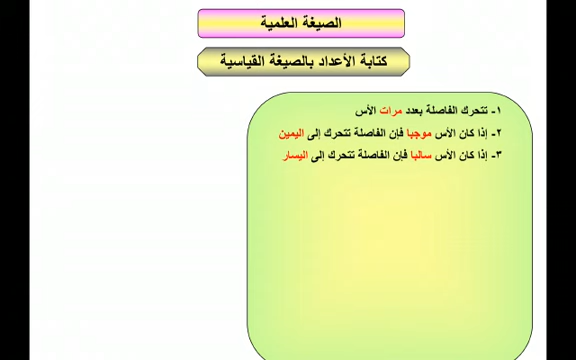 الصيغة العلمية
كتابة الأعداد بالصيغة القياسية
١- تتحرك الفاصلة بعدد مرات الأس
٢- إذا كان الأس موجبا فإن الفاصلة تتحرك إلى اليمين
٣- إذا كان الأس سالبا فإن الفاصلة تتحرك إلى اليسار